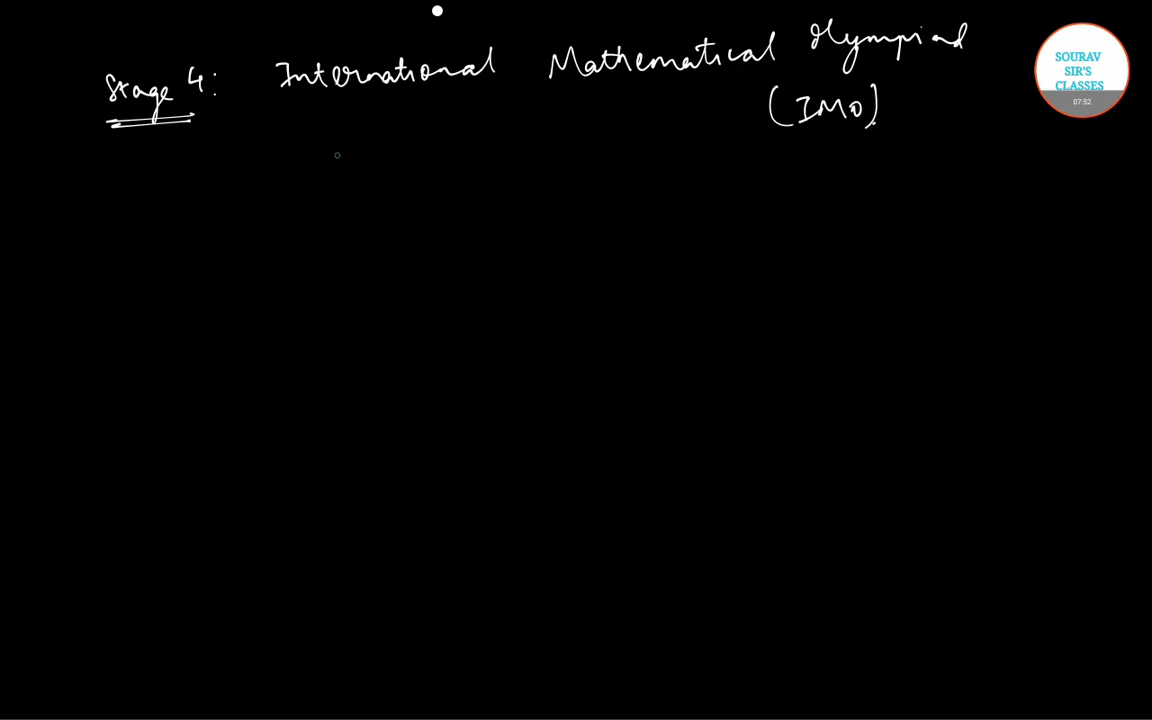 Stage 4: International Mathematical Olympiad
(IMO)
SOURAV
SIR'S
CLASSES
07:52